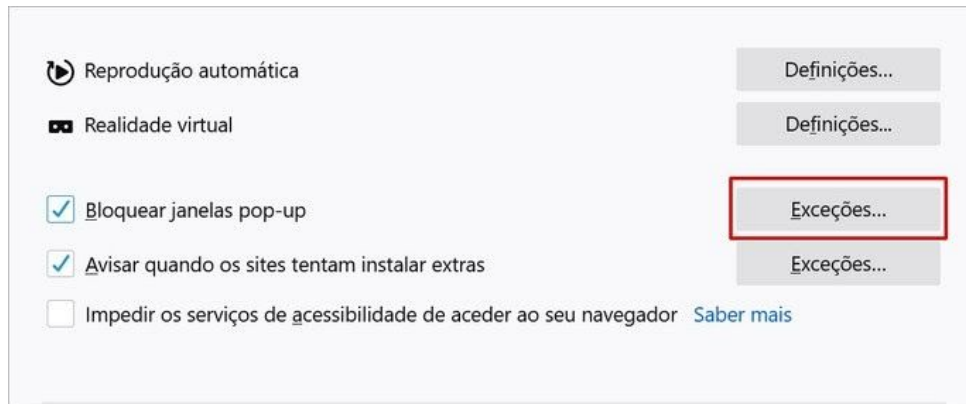 Reprodução automática Definições...
Realidade virtual Definições...
Bloquear janelas pop-up Exceções...
Avisar quando os sites tentam instalar extras Exceções...
Impedir os serviços de acessibilidade de aceder ao seu navegador Saber mais